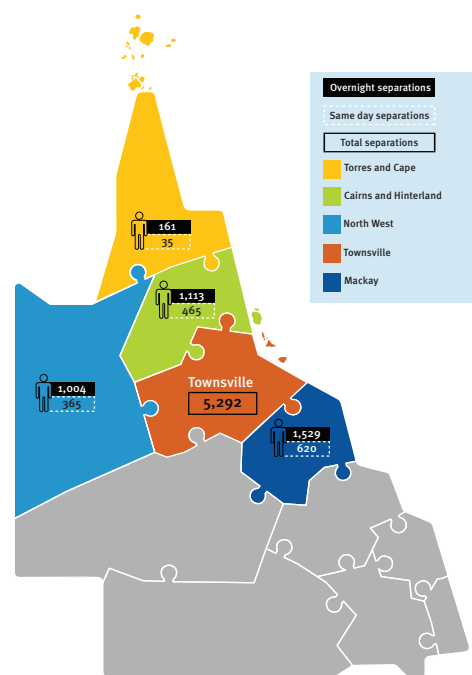 Overnight separations
Same day separations
Total separations
Torres and Cape
Cairns and Hinterland
North West
Townsville
Mackay
161
35
1,113
465
1,004
365
Townsville
5,292
1,529
620